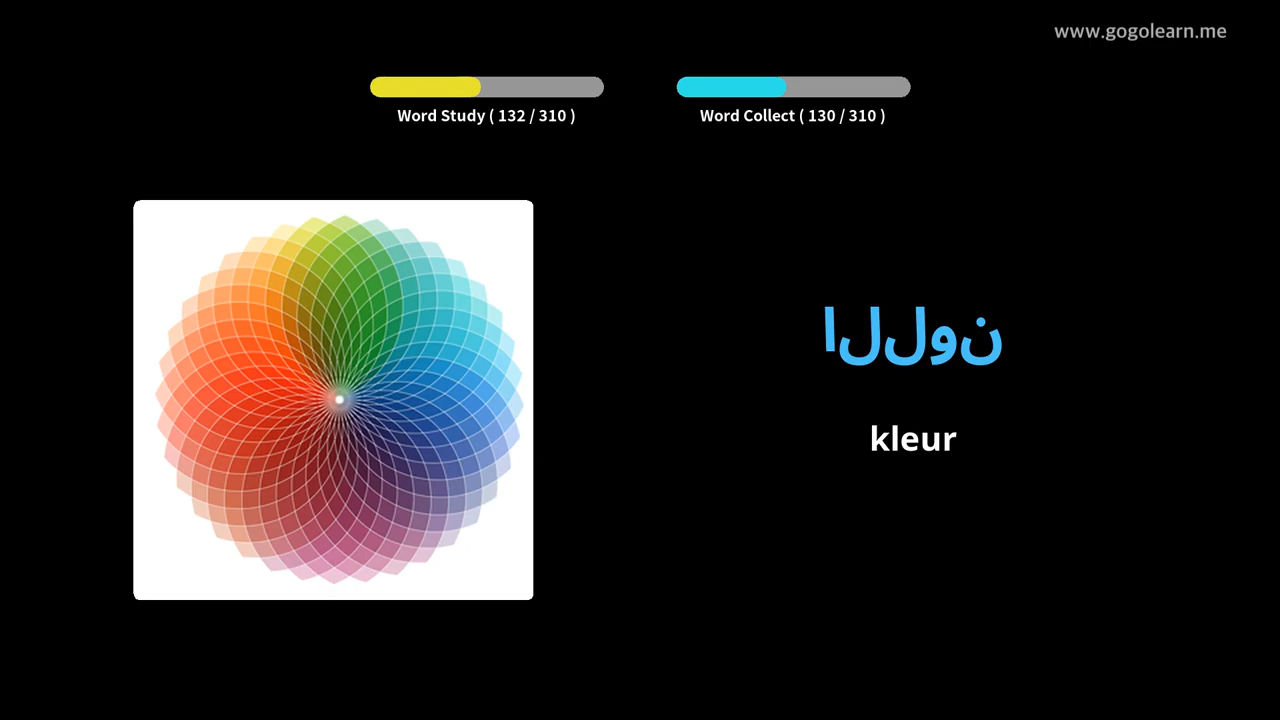 www.gogolearn.me
Word Study ( 132 / 310 )
Word Collect ( 130 / 310 )
اللون
kleur